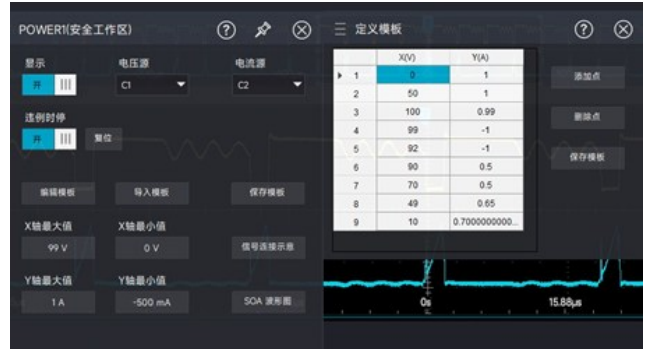 POWER1(安全工作区)
显示
电压源
电流源
开
C1
C2
违例时停
开
复位
编辑模板
导入模板
保存模板
X轴最大值
X轴最小值
99 V
0 V
信号连接示意
Y轴最大值
Y轴最小值
1 A
-500 mA
SOA 波形图
定义模板
X(V) Y(A)
1 0 1
2 50 1
3 100 0.99
4 99 -1
5 92 -1
6 90 0.5
7 70 0.5
8 49 0.65
9 10 0.7000000000...
添加点
删除点
保存模板
0s
15.88μs